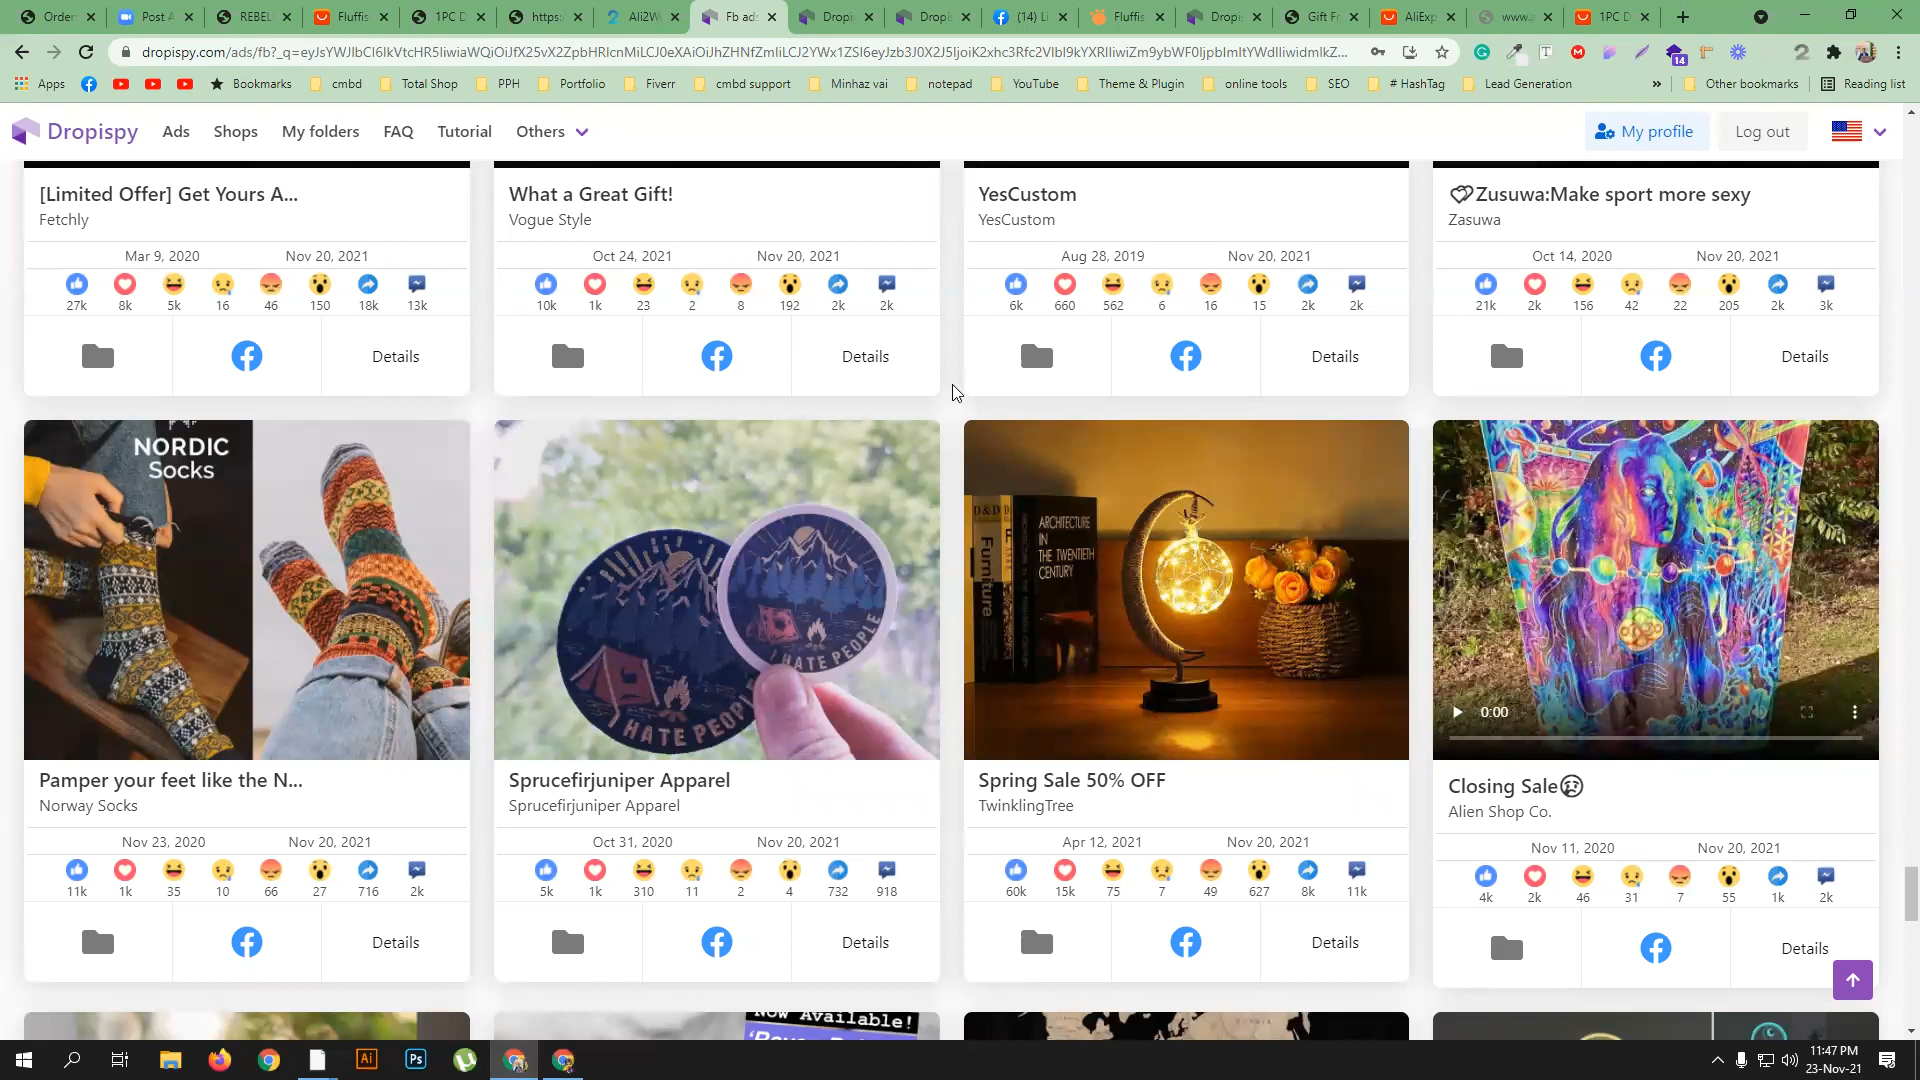 Order
Post A
REBEL
Fluffis
1PC D
https:
Ali2W
Fb ads
Dropi
Dropis
(14) Li
Fluffis
Dropis
Gift F
AliExp
www.a
1PC D
dropispy.com/ads/fb?_q=
14
Apps
Bookmarks
cmbd
Total Shop
PPH
Portfolio
Fiverr
cmbd support
Minhaz vai
notepad
YouTube
Theme & Plugin
online tools
SEO
# HashTag
Lead Generation
»
Other bookmarks
Reading list
Dropispy
Ads
Shops
My folders
FAQ
Tutorial
Others
My profile
Log out
[Limited Offer] Get Yours A...
Fetchly
Mar 9, 2020 Nov 20, 2021
27k 8k 5k 16 46 150 18k 13k
Details
What a Great Gift!
Vogue Style
Oct 24, 2021 Nov 20, 2021
10k 1k 23 2 8 192 2k 2k
Details
YesCustom
YesCustom
Aug 28, 2019 Nov 20, 2021
6k 660 562 6 16 15 2k 2k
Details
Zusuwa:Make sport more sexy
Zasuwa
Oct 14, 2020 Nov 20, 2021
21k 2k 156 42 22 205 2k 3k
Details
NORDIC
Socks
Pamper your feet like the N...
Norway Socks
Nov 23, 2020 Nov 20, 2021
11k 1k 35 10 66 27 716 2k
Details
I HATE PEOPLE
I HATE PEOPLE
Sprucefirjuniper Apparel
Sprucefirjuniper Apparel
Oct 31, 2020 Nov 20, 2021
5k 1k 310 11 2 4 732 918
Details
D&D
Furniture
ARCHITECTURE
IN
THE TWENTIETH
CENTURY
Spring Sale 50% OFF
TwinklingTree
Apr 12, 2021 Nov 20, 2021
60k 15k 75 7 49 627 8k 11k
Details
0:00
Closing Sale
Alien Shop Co.
Nov 11, 2020 Nov 20, 2021
4k 2k 46 31 7 55 1k 2k
Details
Now Available!
Ai
Ps
11:47 PM
23-Nov-21